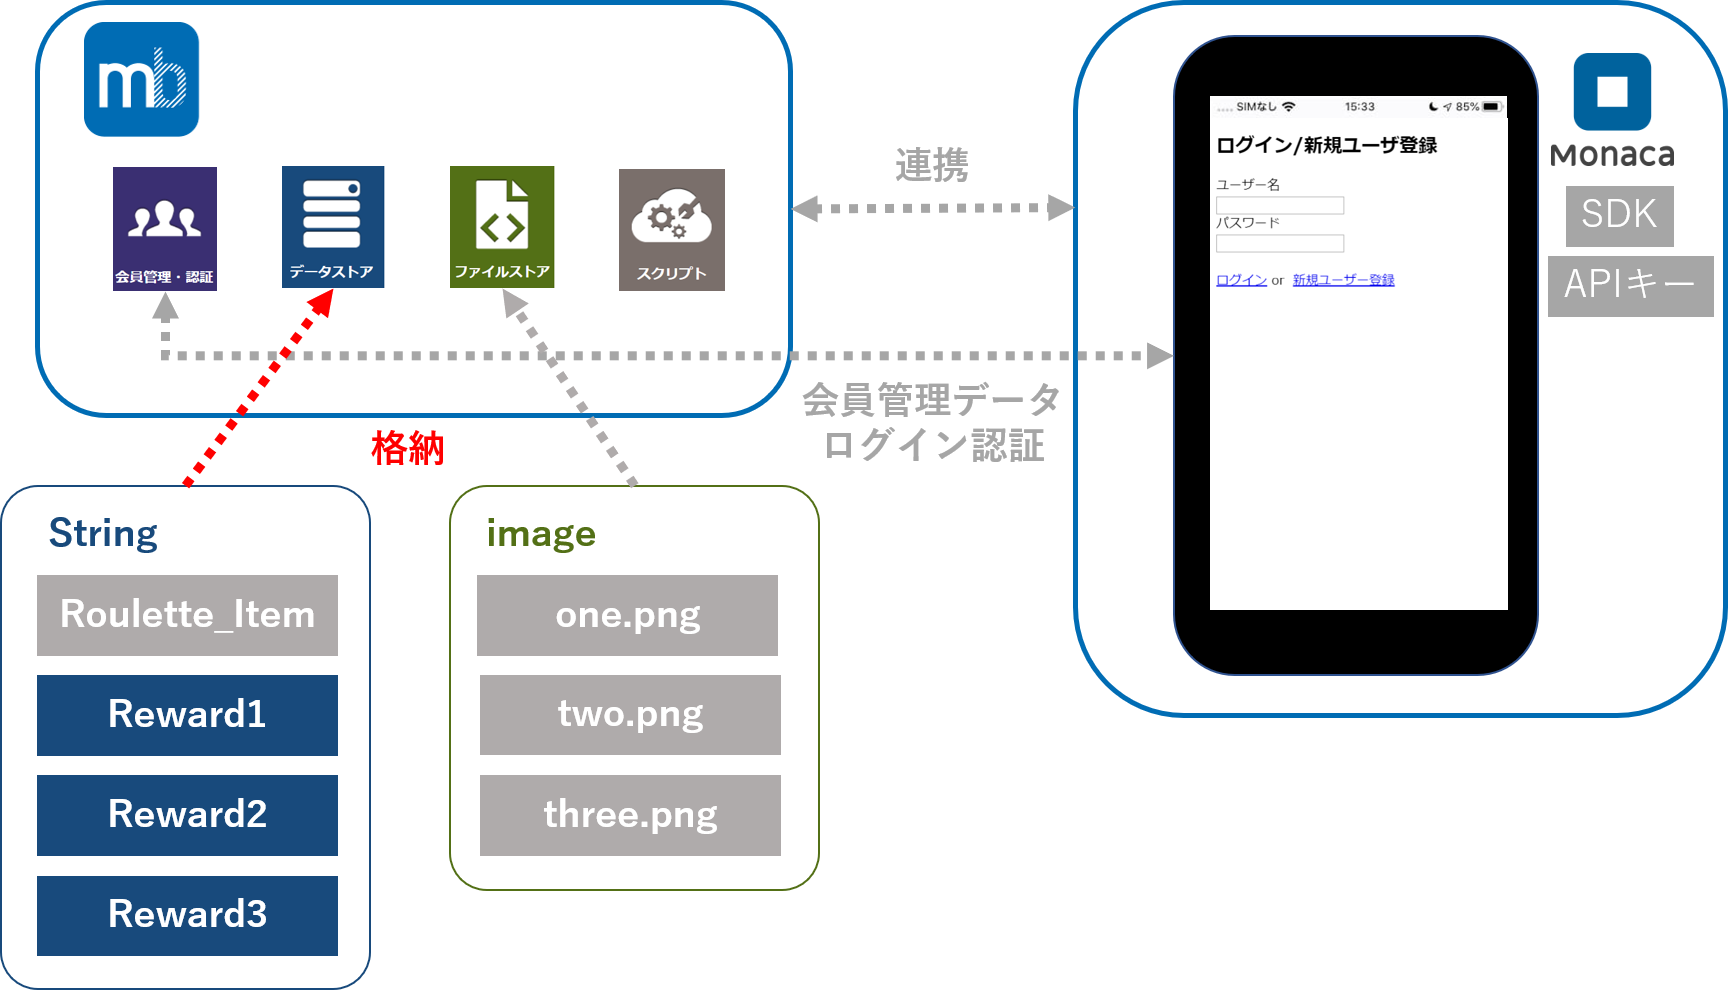 mb
会員管理・認証
データストア
ファイルストア
スクリプト
連携
会員管理データ
ログイン認証
格納
String
Roulette_Item
Reward1
Reward2
Reward3
image
one.png
two.png
three.png
SIMなし 15:33 85%
ログイン/新規ユーザ登録
ユーザー名
パスワード
ログイン or 新規ユーザー登録
Monaca
SDK
APIキー